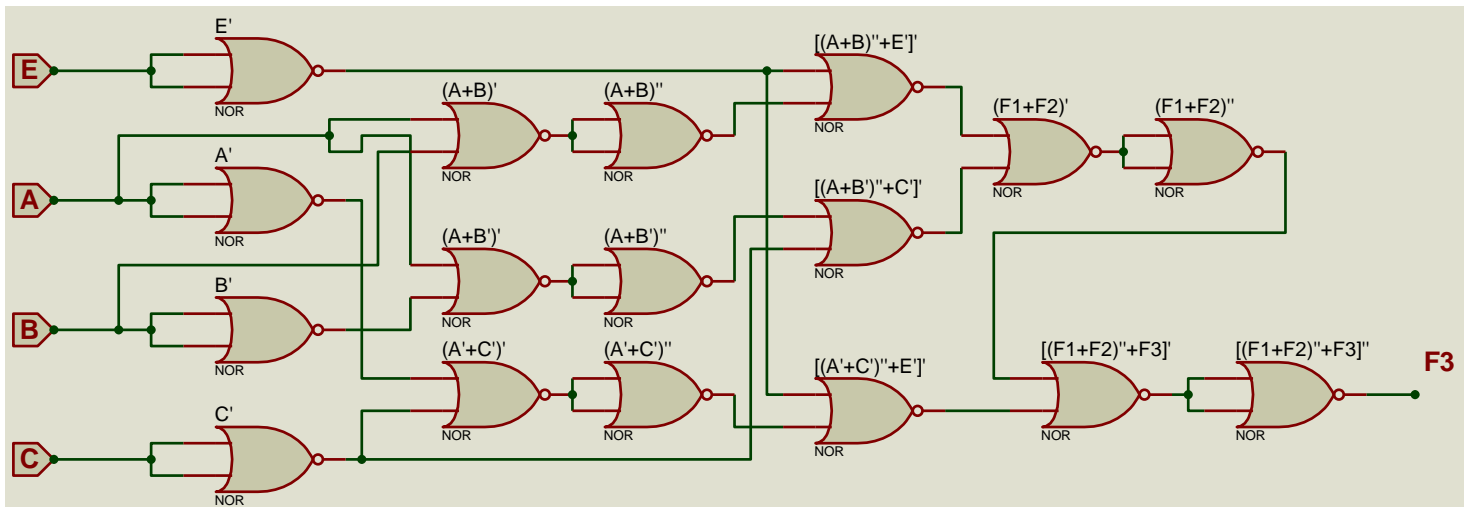 E'
E
NOR
[(A+B)"+E']'
NOR
(A+B)'
NOR
(A+B)"
NOR
(F1+F2)'
NOR
(F1+F2)"
NOR
A'
A
NOR
[(A+B')"+C']'
NOR
(A+B')'
NOR
(A+B')"
NOR
B'
B
NOR
(A'+C')'
NOR
(A'+C')"
NOR
[(A'+C')"+E']'
NOR
[(F1+F2)"+F3]'
NOR
[(F1+F2)"+F3]"
NOR
F3
C'
C
NOR